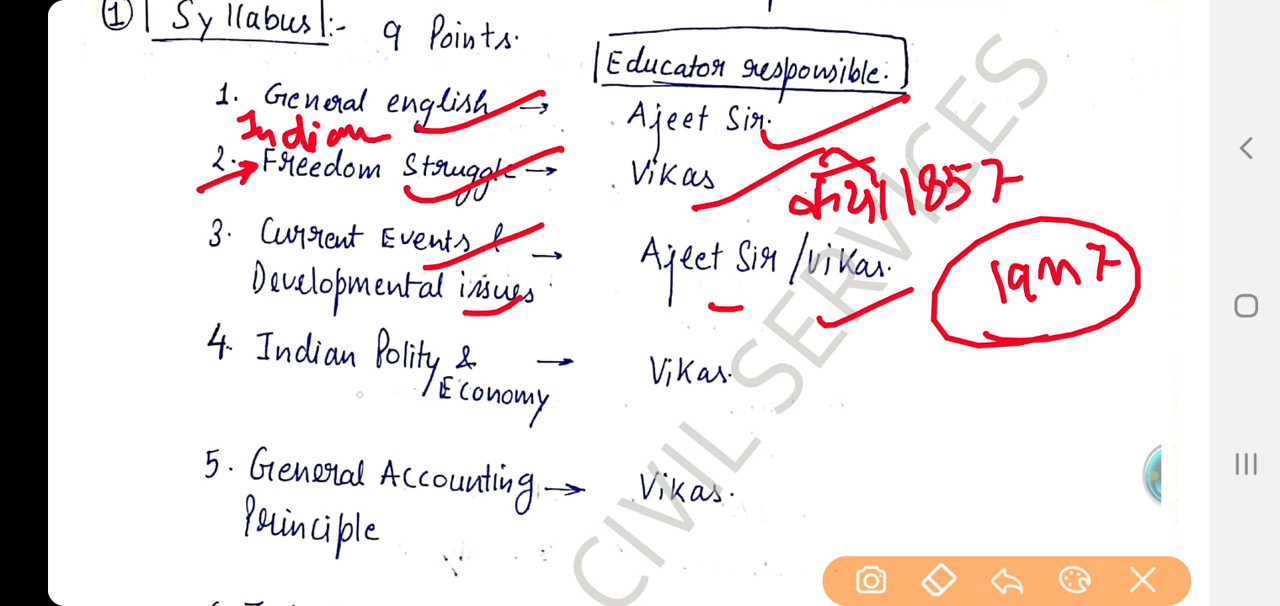 ① Syllabus :- 9 Points.
Educator responsible.
1. General english → Ajeet Sir.
Indian
2. Freedom Struggle → Vikas
1857
3. Current Events & → Ajeet Sir / Vikas.
Developmental issues
4. Indian Polity & → Vikas.
Economy
5. General Accounting → Vikas.
Principle
CIVIL SERVICES